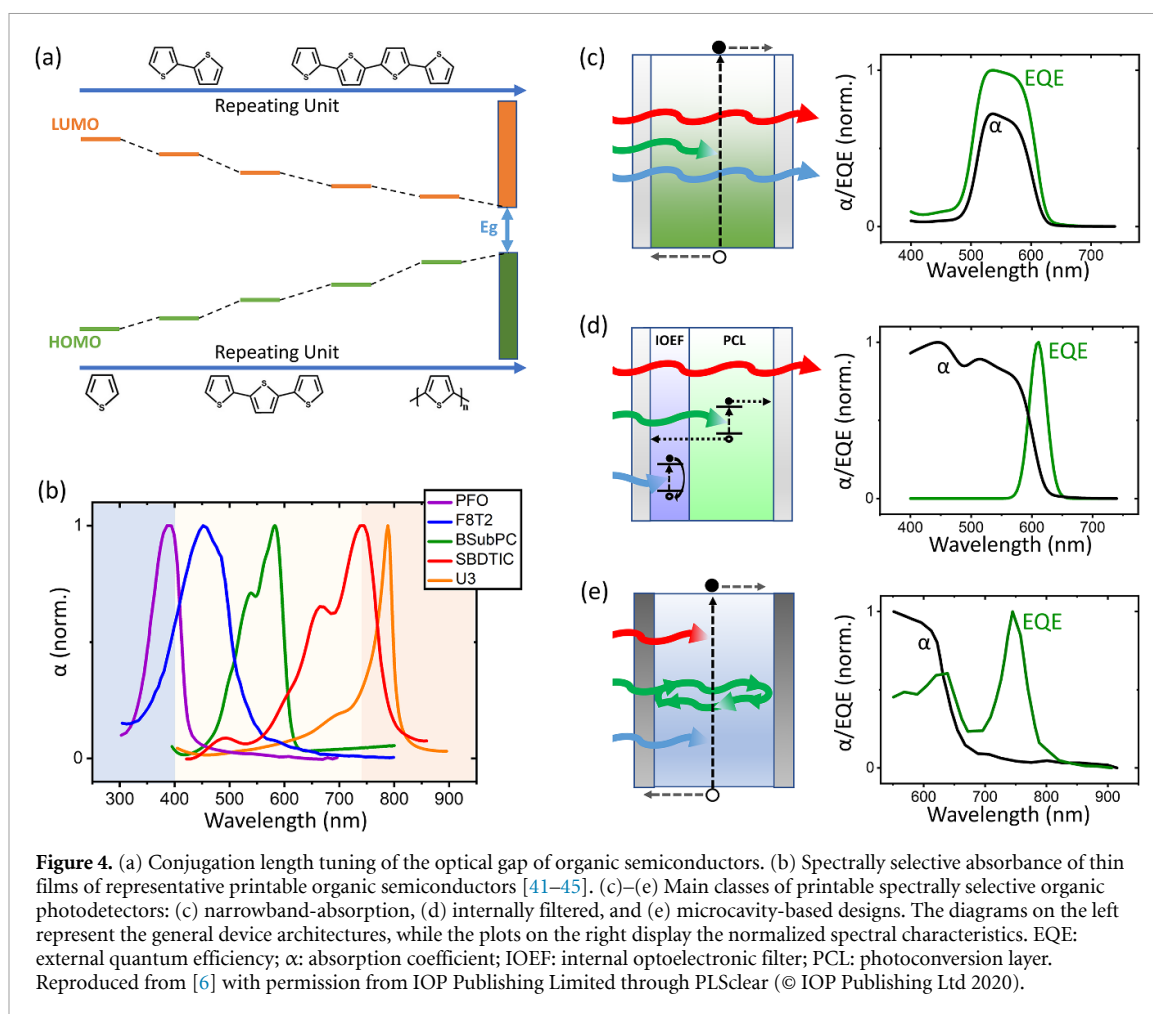 (a)
S
S
S
S
S
S
Repeating Unit
LUMO
Eg
HOMO
Repeating Unit
S
S
S
S
S
n
(b)
PFO
F8T2
BSubPC
SBDTIC
U3
1
0
α (norm.)
300 400 500 600 700 800 900
Wavelength (nm)
(c)
EQE
α
1
0
α/EQE (norm.)
400 500 600 700
Wavelength (nm)
(d)
IOEF PCL
EQE
α
1
0
α/EQE (norm.)
400 500 600 700
Wavelength (nm)
(e)
EQE
α
1
0
α/EQE (norm.)
600 700 800 900
Wavelength (nm)
Figure 4. (a) Conjugation length tuning of the optical gap of organic semiconductors. (b) Spectrally selective absorbance of thin
films of representative printable organic semiconductors [41–45]. (c)–(e) Main classes of printable spectrally selective organic
photodetectors: (c) narrowband-absorption, (d) internally filtered, and (e) microcavity-based designs. The diagrams on the left
represent the general device architectures, while the plots on the right display the normalized spectral characteristics. EQE:
external quantum efficiency; α: absorption coefficient; IOEF: internal optoelectronic filter; PCL: photoconversion layer.
Reproduced from [6] with permission from IOP Publishing Limited through PLSclear (© IOP Publishing Ltd 2020).